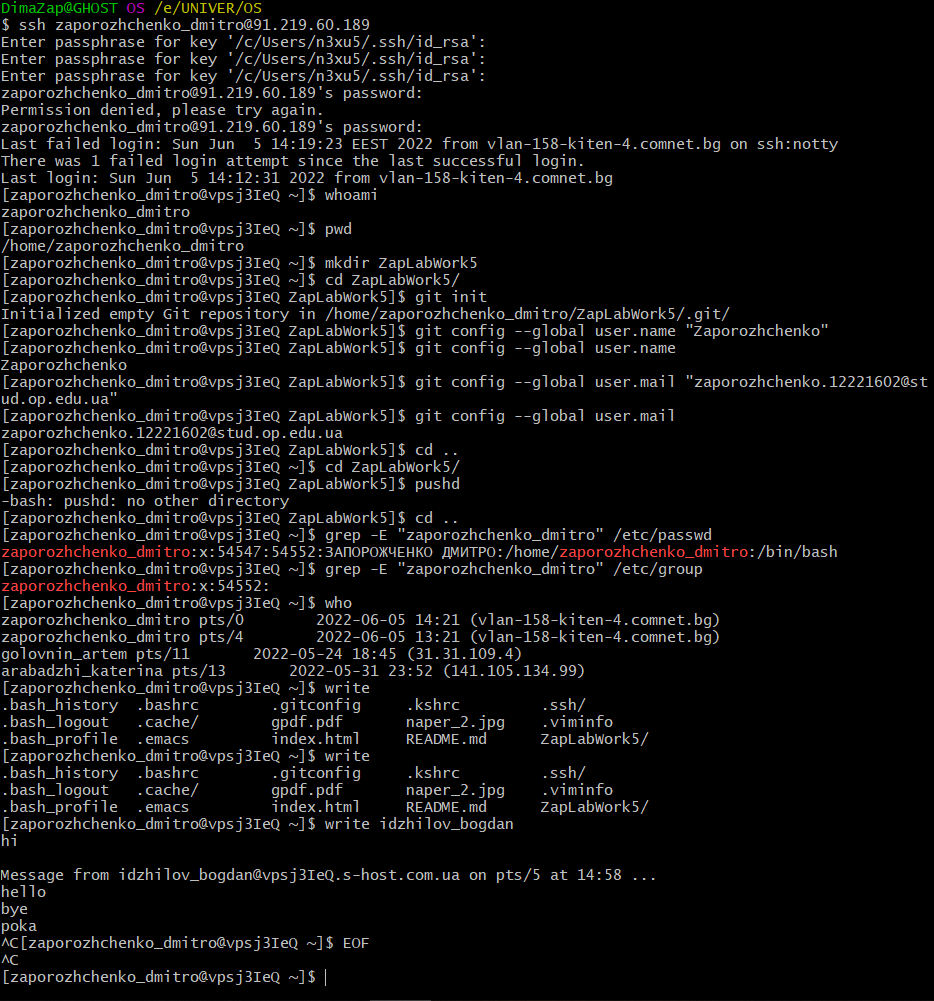 DimaZap@GHOST OS /e/UNIVER/OS
$ ssh zaporozhchenko_dmitro@91.219.60.189
Enter passphrase for key '/c/Users/n3xu5/.ssh/id_rsa':
Enter passphrase for key '/c/Users/n3xu5/.ssh/id_rsa':
Enter passphrase for key '/c/Users/n3xu5/.ssh/id_rsa':
zaporozhchenko_dmitro@91.219.60.189's password:
Permission denied, please try again.
zaporozhchenko_dmitro@91.219.60.189's password:
Last failed login: Sun Jun  5 14:19:23 EEST 2022 from vlan-158-kiten-4.comnet.bg on ssh:notty
There was 1 failed login attempt since the last successful login.
Last login: Sun Jun  5 14:12:31 2022 from vlan-158-kiten-4.comnet.bg
[zaporozhchenko_dmitro@vpsj3IeQ ~]$ whoami
zaporozhchenko_dmitro
[zaporozhchenko_dmitro@vpsj3IeQ ~]$ pwd
/home/zaporozhchenko_dmitro
[zaporozhchenko_dmitro@vpsj3IeQ ~]$ mkdir ZapLabWork5
[zaporozhchenko_dmitro@vpsj3IeQ ~]$ cd ZapLabWork5/
[zaporozhchenko_dmitro@vpsj3IeQ ZapLabWork5]$ git init
Initialized empty Git repository in /home/zaporozhchenko_dmitro/ZapLabWork5/.git/
[zaporozhchenko_dmitro@vpsj3IeQ ZapLabWork5]$ git config --global user.name "Zaporozhchenko"
[zaporozhchenko_dmitro@vpsj3IeQ ZapLabWork5]$ git config --global user.name
Zaporozhchenko
[zaporozhchenko_dmitro@vpsj3IeQ ZapLabWork5]$ git config --global user.mail "zaporozhchenko.12221602@st
ud.op.edu.ua"
[zaporozhchenko_dmitro@vpsj3IeQ ZapLabWork5]$ git config --global user.mail
zaporozhchenko.12221602@stud.op.edu.ua
[zaporozhchenko_dmitro@vpsj3IeQ ZapLabWork5]$ cd ..
[zaporozhchenko_dmitro@vpsj3IeQ ~]$ cd ZapLabWork5/
[zaporozhchenko_dmitro@vpsj3IeQ ZapLabWork5]$ pushd
-bash: pushd: no other directory
[zaporozhchenko_dmitro@vpsj3IeQ ZapLabWork5]$ cd ..
[zaporozhchenko_dmitro@vpsj3IeQ ~]$ grep -E "zaporozhchenko_dmitro" /etc/passwd
zaporozhchenko_dmitro:x:54547:54552:ЗАПОРОЖЧЕНКО ДМИТРО:/home/zaporozhchenko_dmitro:/bin/bash
[zaporozhchenko_dmitro@vpsj3IeQ ~]$ grep -E "zaporozhchenko_dmitro" /etc/group
zaporozhchenko_dmitro:x:54552:
[zaporozhchenko_dmitro@vpsj3IeQ ~]$ who
zaporozhchenko_dmitro pts/0        2022-06-05 14:21 (vlan-158-kiten-4.comnet.bg)
zaporozhchenko_dmitro pts/4        2022-06-05 13:21 (vlan-158-kiten-4.comnet.bg)
golovnin_artem pts/11       2022-05-24 18:45 (31.31.109.4)
arabadzhi_katerina pts/13       2022-05-31 23:52 (141.105.134.99)
[zaporozhchenko_dmitro@vpsj3IeQ ~]$ write
.bash_history  .bashrc        .gitconfig     .kshrc         .ssh/
.bash_logout   .cache/        gpdf.pdf       naper_2.jpg    .viminfo
.bash_profile  .emacs         index.html     README.md      ZapLabWork5/
[zaporozhchenko_dmitro@vpsj3IeQ ~]$ write
.bash_history  .bashrc        .gitconfig     .kshrc         .ssh/
.bash_logout   .cache/        gpdf.pdf       naper_2.jpg    .viminfo
.bash_profile  .emacs         index.html     README.md      ZapLabWork5/
[zaporozhchenko_dmitro@vpsj3IeQ ~]$ write idzhilov_bogdan
hi
Message from idzhilov_bogdan@vpsj3IeQ.s-host.com.ua on pts/5 at 14:58 ...
hello
bye
poka
^C[zaporozhchenko_dmitro@vpsj3IeQ ~]$ EOF
^C
[zaporozhchenko_dmitro@vpsj3IeQ ~]$